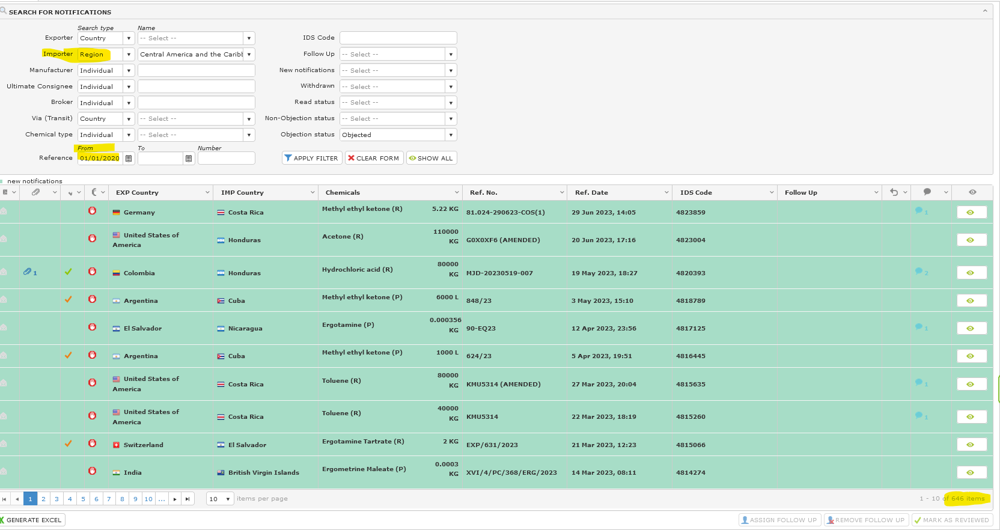 SEARCH FOR NOTIFICATIONS
Search type Name
Exporter Country -- Select -- IDS Code
Importer Region Central America and the Caribb Follow Up -- Select --
Manufacturer Individual New notifications -- Select --
Ultimate Consignee Individual Withdrawn -- Select --
Broker Individual Read status -- Select --
Via (Transit) Country -- Select -- Non-Objection status -- Select --
Chemical type Individual -- Select -- Objection status Objected
From To Number
Reference 01/01/2020 APPLY FILTER CLEAR FORM SHOW ALL
new notifications
EXP Country IMP Country Chemicals Ref. No. Ref. Date IDS Code Follow Up
Germany Costa Rica Methyl ethyl ketone (R) 5.22 KG 81.024-290623-COS(1) 29 Jun 2023, 14:05 4823859 1
United States of America Honduras Acetone (R) 110000 KG G0X0XF6 (AMENDED) 20 Jun 2023, 17:16 4823004
1 Colombia Honduras Hydrochloric acid (R) 80000 KG MJD-20230519-007 19 May 2023, 18:27 4820393 2
Argentina Cuba Methyl ethyl ketone (P) 6000 L 848/23 3 May 2023, 15:10 4818789
El Salvador Nicaragua Ergotamine (P) 0.000356 KG 90-EQ23 12 Apr 2023, 23:56 4817125 1
Argentina Cuba Methyl ethyl ketone (P) 1000 L 624/23 5 Apr 2023, 19:51 4816445
United States of America Costa Rica Toluene (R) 80000 KG KMU5314 (AMENDED) 27 Mar 2023, 20:04 4815635 1
United States of America Costa Rica Toluene (R) 40000 KG KMU5314 22 Mar 2023, 18:19 4815260 1
Switzerland El Salvador Ergotamine Tartrate (R) 2 KG EXP/631/2023 21 Mar 2023, 12:23 4815066
India British Virgin Islands Ergometrine Maleate (P) 0.0003 KG XVI/4/PC/368/ERG/2023 14 Mar 2023, 08:11 4814274
1 2 3 4 5 6 7 8 9 10 ... 10 items per page 1 - 10 of 646 items
GENERATE EXCEL ASSIGN FOLLOW UP REMOVE FOLLOW UP MARK AS REVIEWED